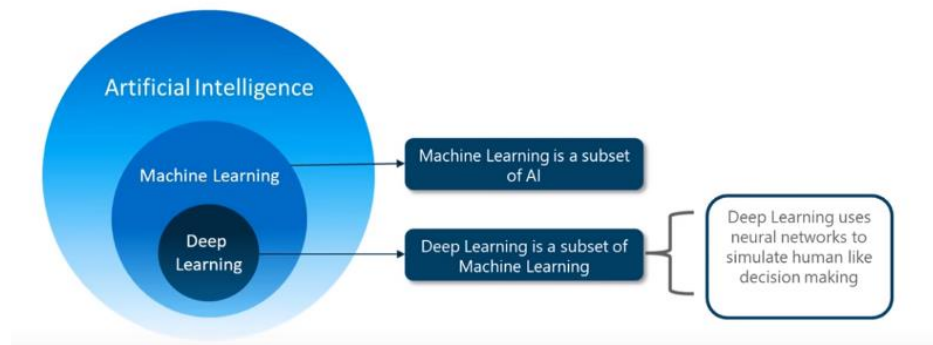 Artificial Intelligence
Machine Learning
Deep
Learning
Machine Learning is a subset
of AI
Deep Learning is a subset of
Machine Learning
Deep Learning uses
neural networks to
simulate human like
decision making